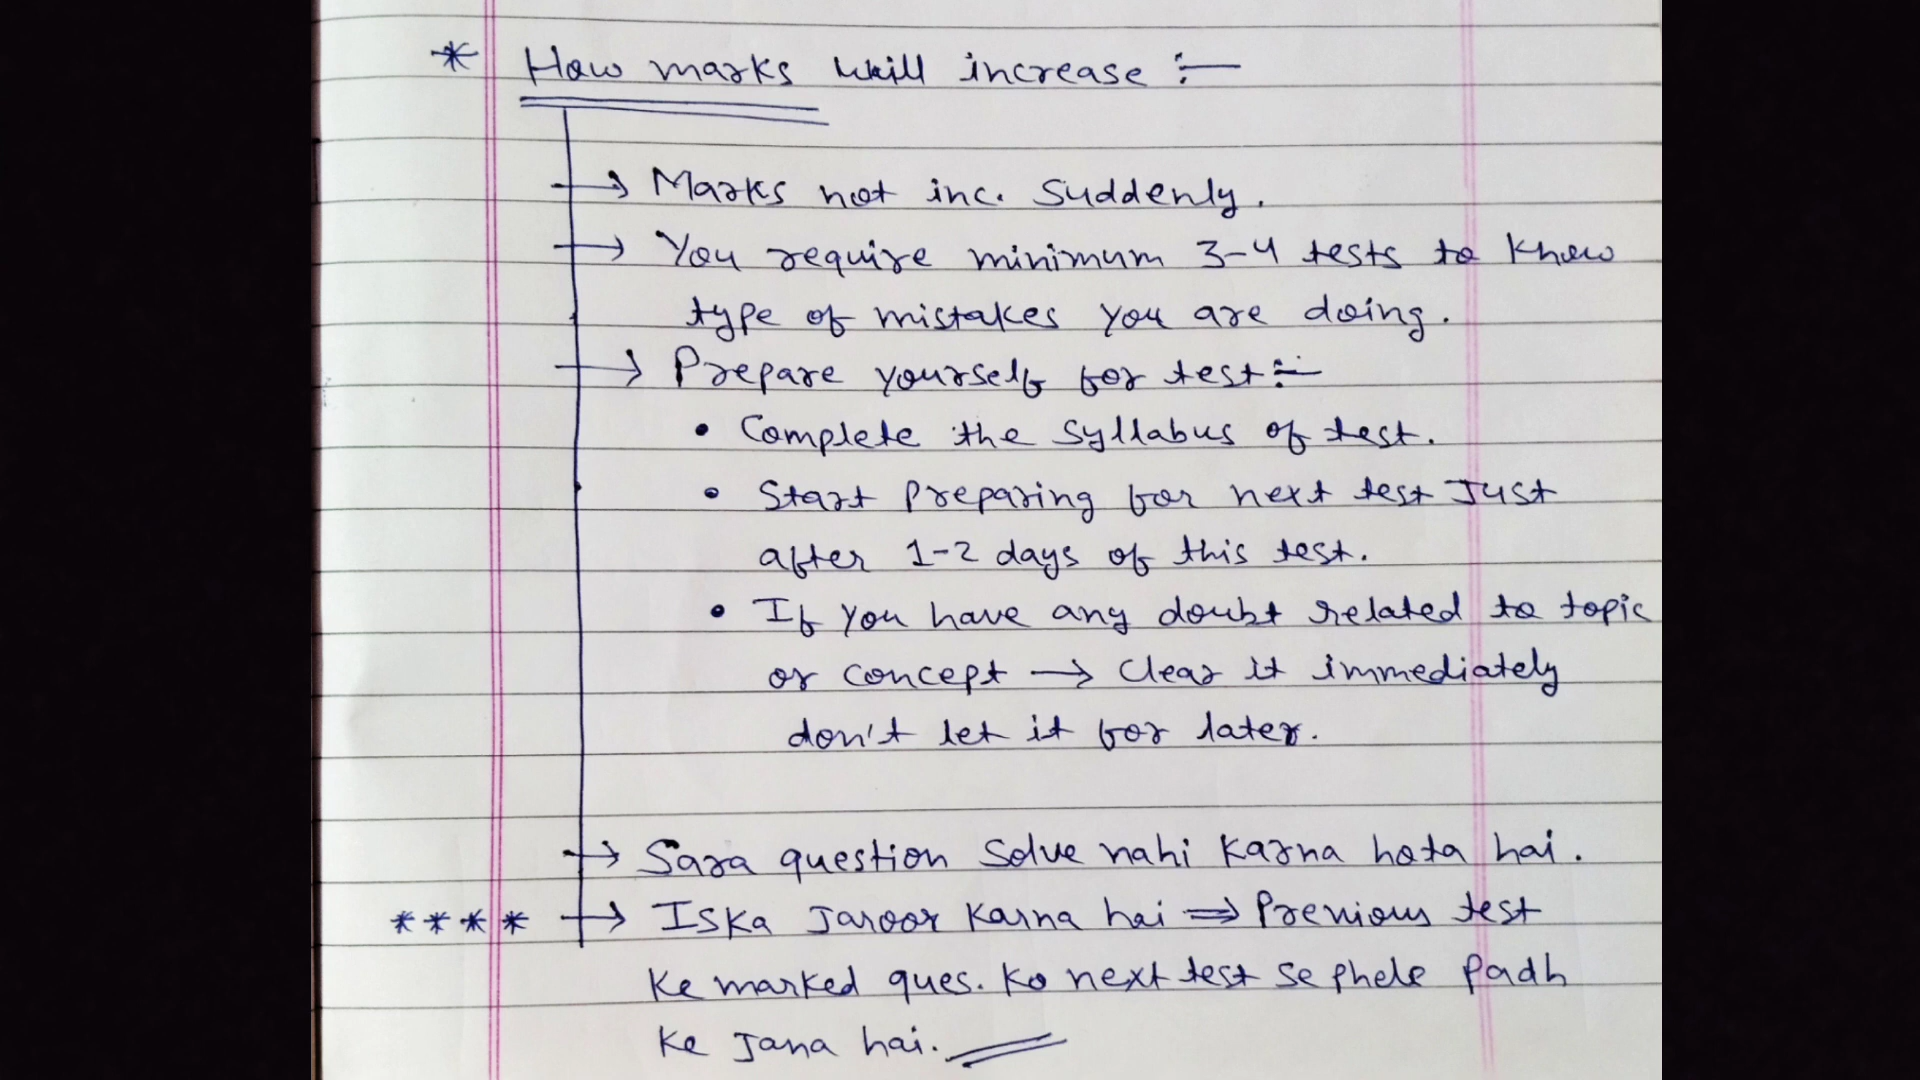 * How marks will increase :-
→ Marks not inc. suddenly.
→ You require minimum 3-4 tests to know
type of mistakes you are doing.
→ Prepare yourself for test :-
• Complete the syllabus of test.
• Start preparing for next test Just
after 1-2 days of this test.
• If you have any doubt related to topic
or concept → Clear it immediately
don't let it for later.
→ Sara question solve nahi karna hota hai.
**** → Iska Jaroor Karna hai ⇒ Previous test
ke marked ques. ko next test se phele padh
ke Jana hai.